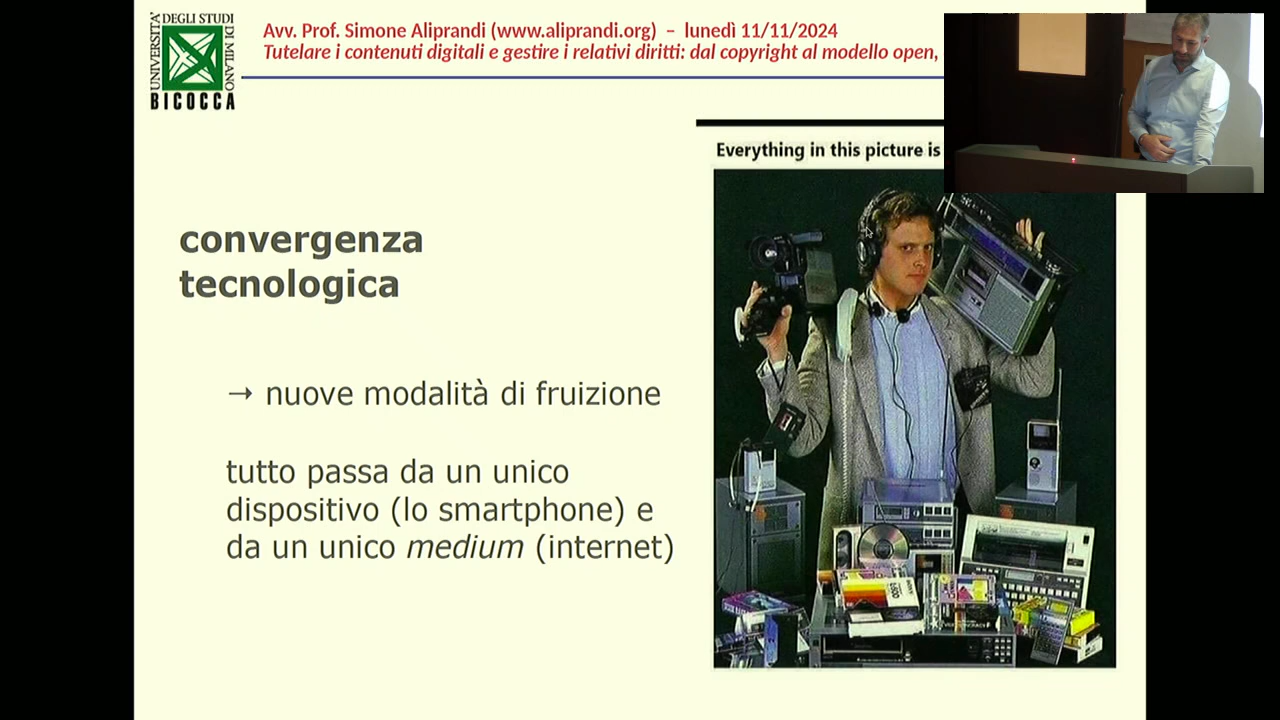 UNIVERSITA' DEGLI STUDI DI MILANO
BICOCCA
Avv. Prof. Simone Aliprandi (www.aliprandi.org) – lunedì 11/11/2024
Tutelare i contenuti digitali e gestire i relativi diritti: dal copyright al modello open,
Everything in this picture is
convergenza
tecnologica
→ nuove modalità di fruizione
tutto passa da un unico
dispositivo (lo smartphone) e
da un unico medium (internet)